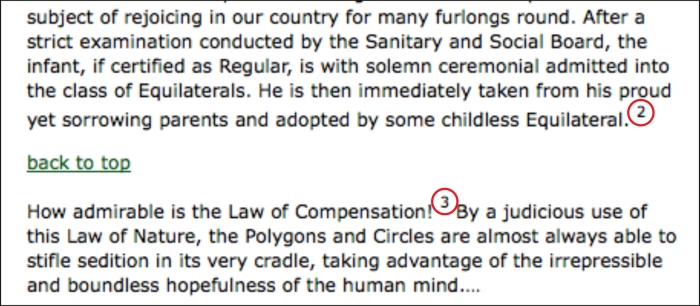 subject of rejoicing in our country for many furlongs round. After a
strict examination conducted by the Sanitary and Social Board, the
infant, if certified as Regular, is with solemn ceremonial admitted into
the class of Equilaterals. He is then immediately taken from his proud
yet sorrowing parents and adopted by some childless Equilateral.2
back to top
How admirable is the Law of Compensation!3 By a judicious use of
this Law of Nature, the Polygons and Circles are almost always able to
stifle sedition in its very cradle, taking advantage of the irrepressible
and boundless hopefulness of the human mind....